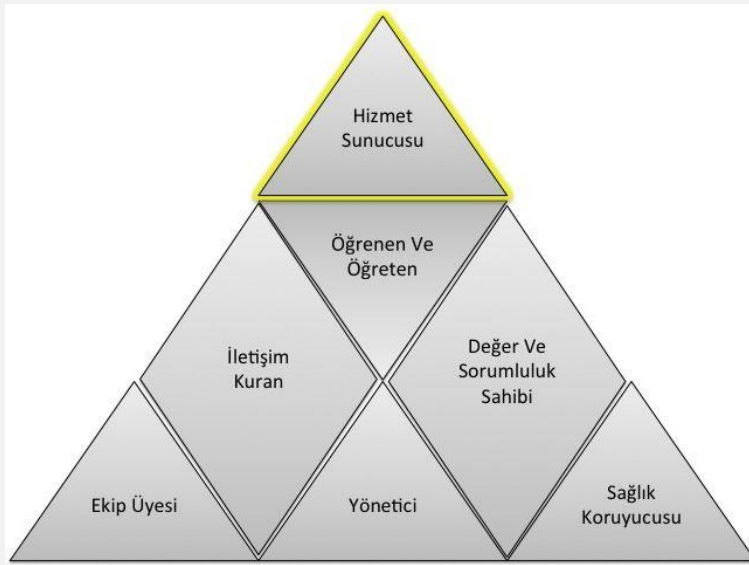 Hizmet
Sunucusu
Öğrenen Ve
Öğreten
İletişim
Kuran
Değer Ve
Sorumluluk
Sahibi
Ekip Üyesi
Yönetici
Sağlık
Koruyucusu